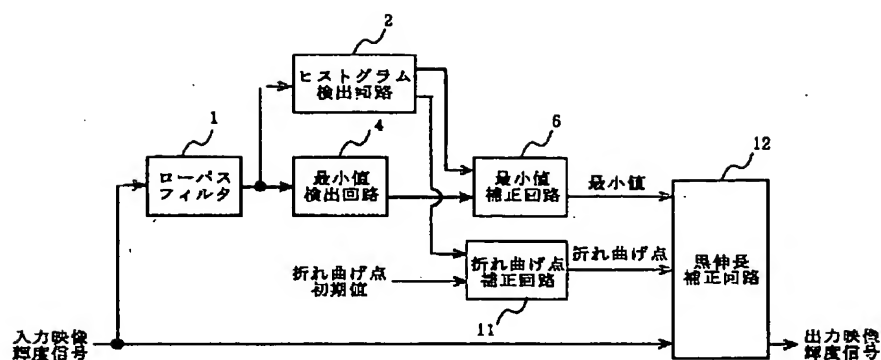 2
ヒストグラム
検出回路
1
ローパス
フィルタ
4
最小値
検出回路
6
最小値
補正回路
最小値
12
黒伸長
補正回路
折れ曲げ点
初期値
折れ曲げ点
補正回路
11
折れ曲げ点
入力映像
輝度信号
出力映像
輝度信号